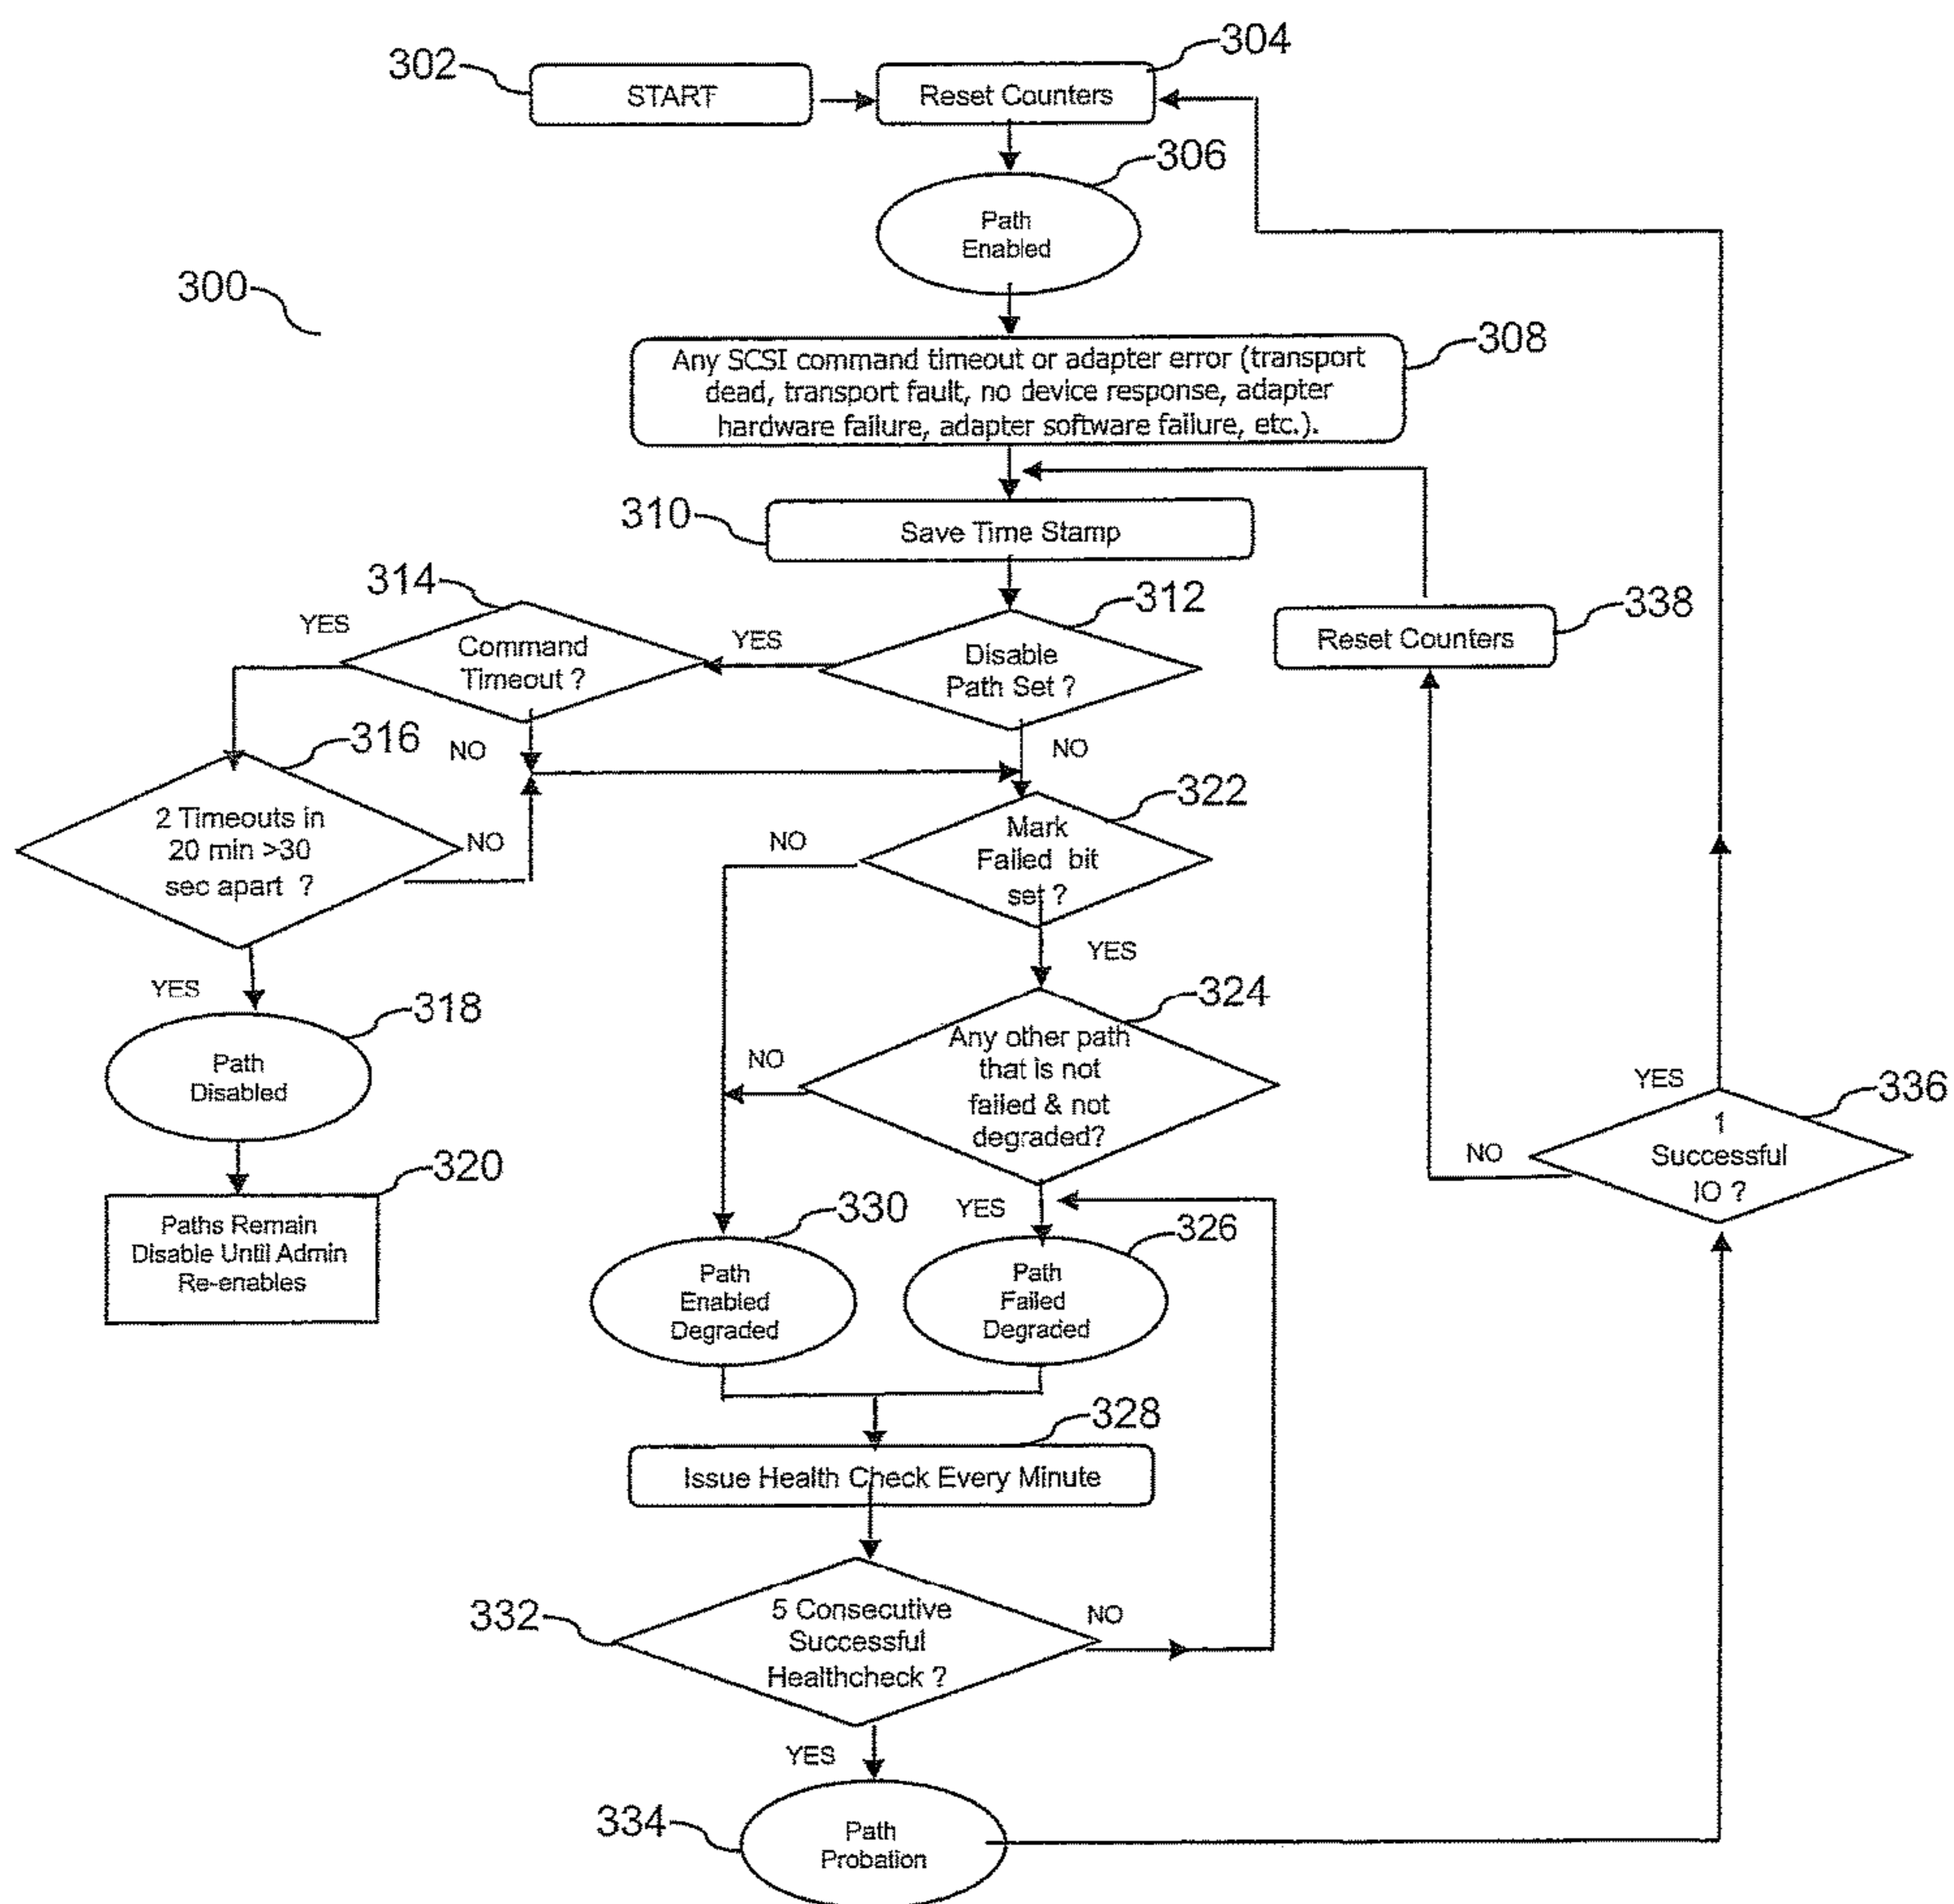 302
START
304
Reset Counters
306
Path
Enabled
300
308
Any SCSI command timeout or adapter error (transport
dead, transport fault, no device response, adapter
hardware failure, adapter software failure, etc.).
310
Save Time Stamp
314
YES
Command
Timeout ?
YES
312
Disable
Path Set ?
338
Reset Counters
316
NO
NO
2 Timeouts in
20 min >30
sec apart ?
NO
322
NO
Mark
Failed bit
set ?
YES
YES
318
Path
Disabled
324
NO
Any other path
that is not
failed & not
degraded?
YES
336
1
Successful
IO ?
NO
320
Paths Remain
Disable Until Admin
Re-enables
YES
330
Path
Enabled
Degraded
326
Path
Failed
Degraded
328
Issue Health Check Every Minute
332
5 Consecutive
Successful
Healthcheck ?
NO
YES
334
Path
Probation